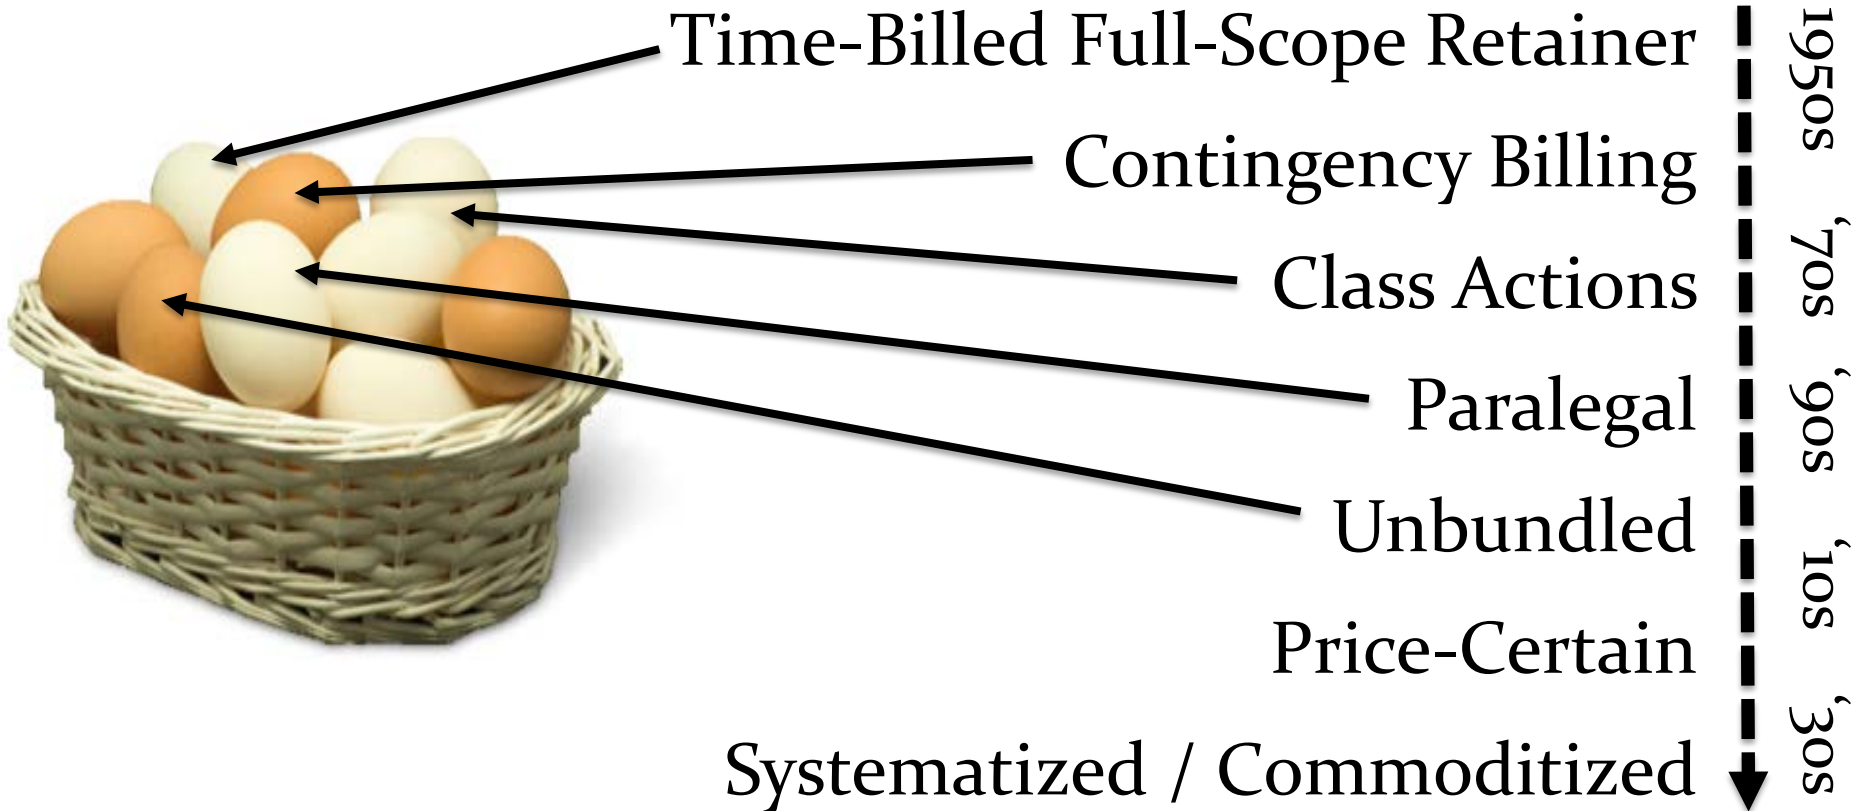 Time-Billed Full-Scope Retainer
Contingency Billing
Class Actions
Paralegal
Unbundled
Price-Certain
Systematized / Commoditized
1950s
‘70s
‘90s
‘10s
‘30s